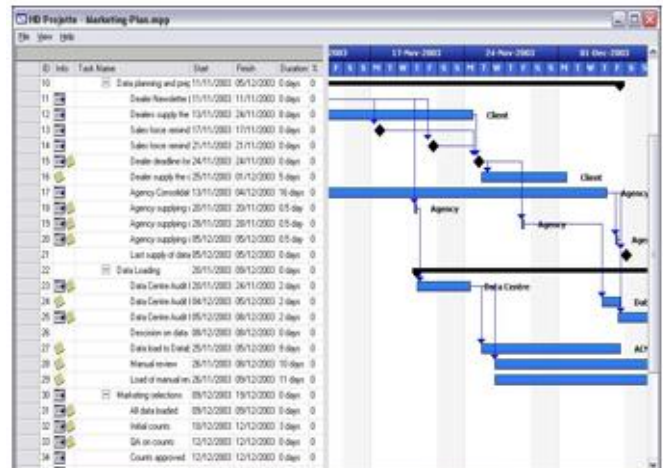 HD Projette - Marketing-Plan.mpp
File View Help
2003 17-Nov-2003 24-Nov-2003 01-Dec-2003
F S S M T W T F S S M T W T F S S M T W T F S S
ID Info Task Name Start Finish Duration %
10 Data planning and 11/11/2003 05/12/2003 0 days 0
11 Dealer Newsletter 11/11/2003 11/11/2003 0 days 0
12 Dealers supply the 13/11/2003 24/11/2003 8 days 0 Client
13 Sales force remind 17/11/2003 17/11/2003 0 days 0
14 Sales force remind 21/11/2003 21/11/2003 0 days 0
15 Dealer deadline for 24/11/2003 24/11/2003 0 days 0
16 Dealer supply the 25/11/2003 01/12/2003 5 days 0 Client
17 Agency Consolidat 13/11/2003 04/12/2003 16 days 0 Agency
18 Agency supplying 20/11/2003 20/11/2003 0.5 day 0 Agency
19 Agency supplying 28/11/2003 28/11/2003 0.5 day 0 Agency
20 Agency supplying 05/12/2003 05/12/2003 0.5 day 0 Age
21 Last supply of data 05/12/2003 05/12/2003 0 days 0
22 Data Loading 20/11/2003 09/12/2003 0 days 0
23 Data Centre Audit 20/11/2003 24/11/2003 2 days 0 Data Centre
24 Data Centre Audit 04/12/2003 05/12/2003 2 days 0 Dat
25 Data Centre Audit 05/12/2003 08/12/2003 2 days 0
26 on data 08/12/2003 08/12/2003 0 days 0
27 Data load to 25/11/2003 05/12/2003 9 days 0
28 Manual review 26/11/2003 08/12/2003 10 days 0
29 Load of manual 26/11/2003 09/12/2003 11 days 0
30 Marketing selections 09/12/2003 19/12/2003 0 days 0
31 All data loaded 09/12/2003 09/12/2003 0 days 0
32 Initial counts 10/12/2003 12/12/2003 3 days 0
33 QA on counts 12/12/2003 12/12/2003 0 days 0
34 Counts approved 12/12/2003 12/12/2003 0 days 0